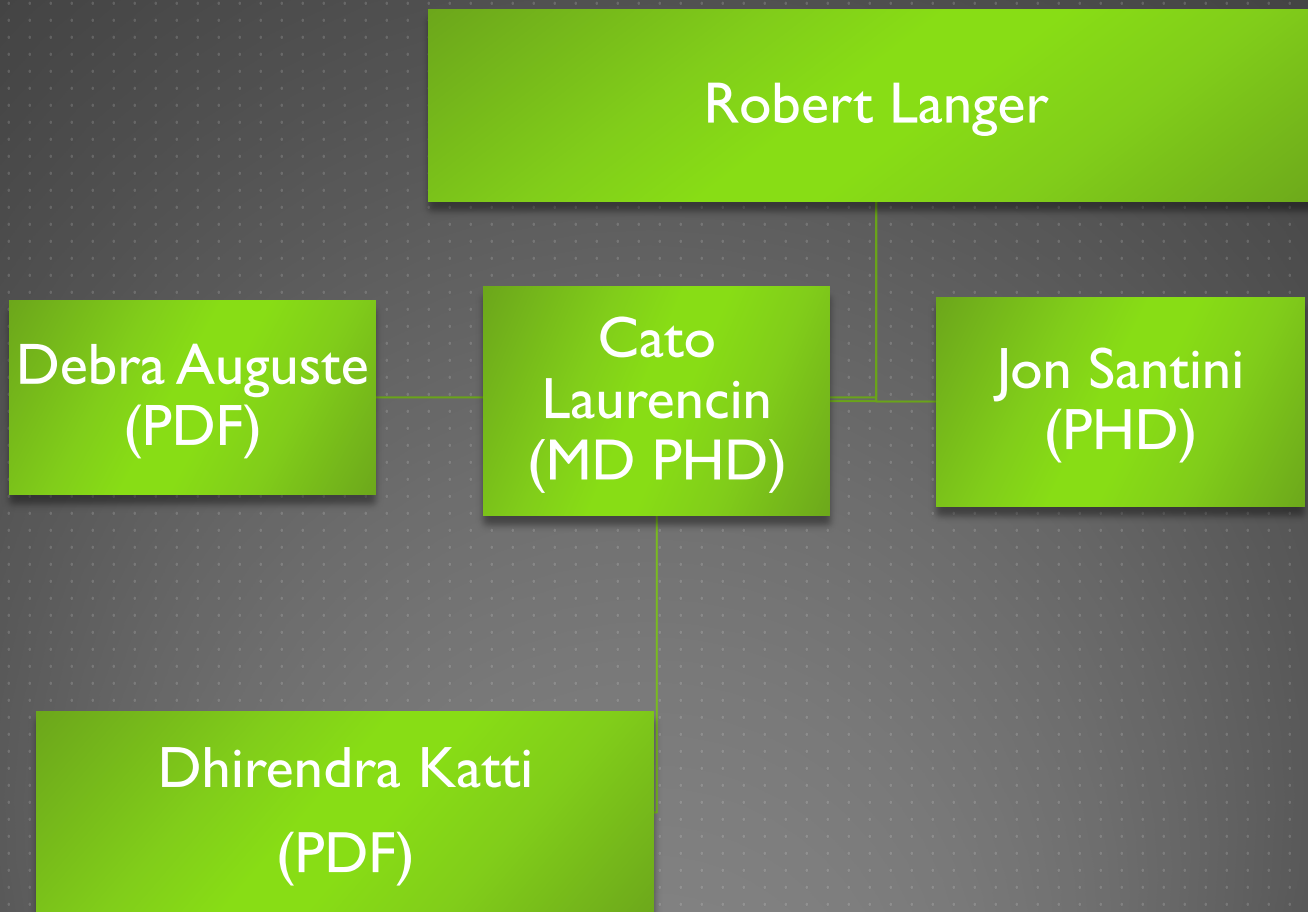 Robert Langer
Debra Auguste
(PDF)
Cato
Laurencin
(MD PHD)
Jon Santini
(PHD)
Dhirendra Katti
(PDF)